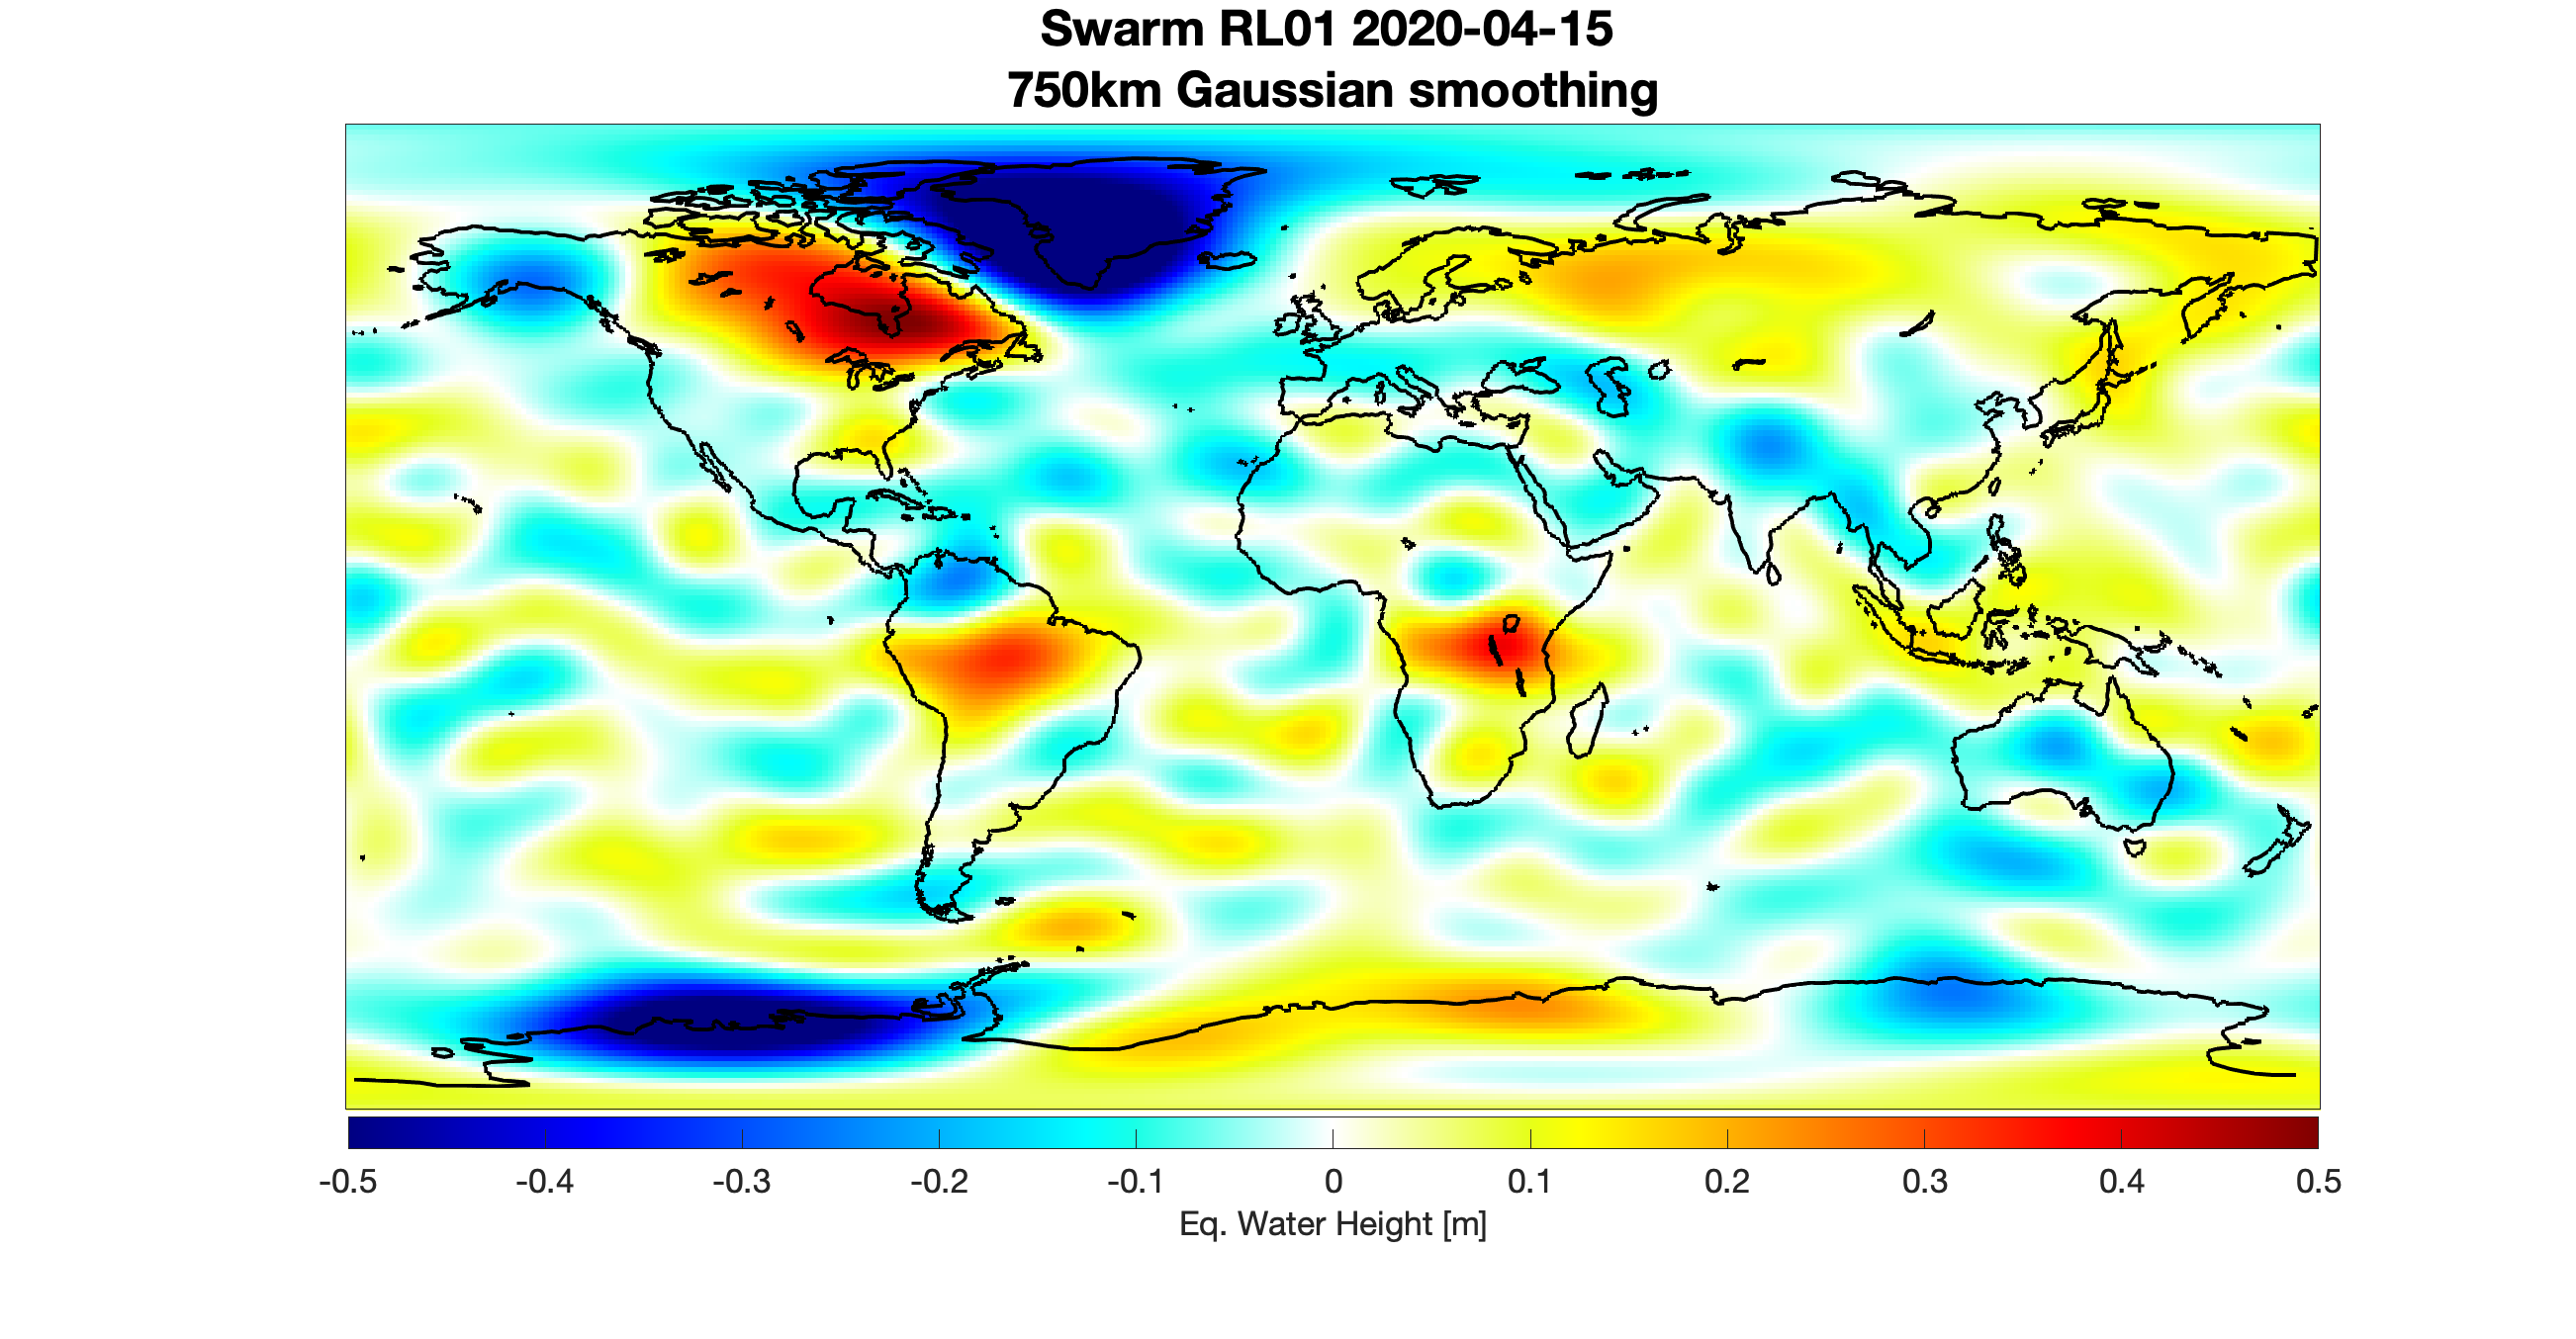 Swarm RL01 2020-04-15
750km Gaussian smoothing
-0.5 -0.4 -0.3 -0.2 -0.1 0 0.1 0.2 0.3 0.4 0.5
Eq. Water Height [m]